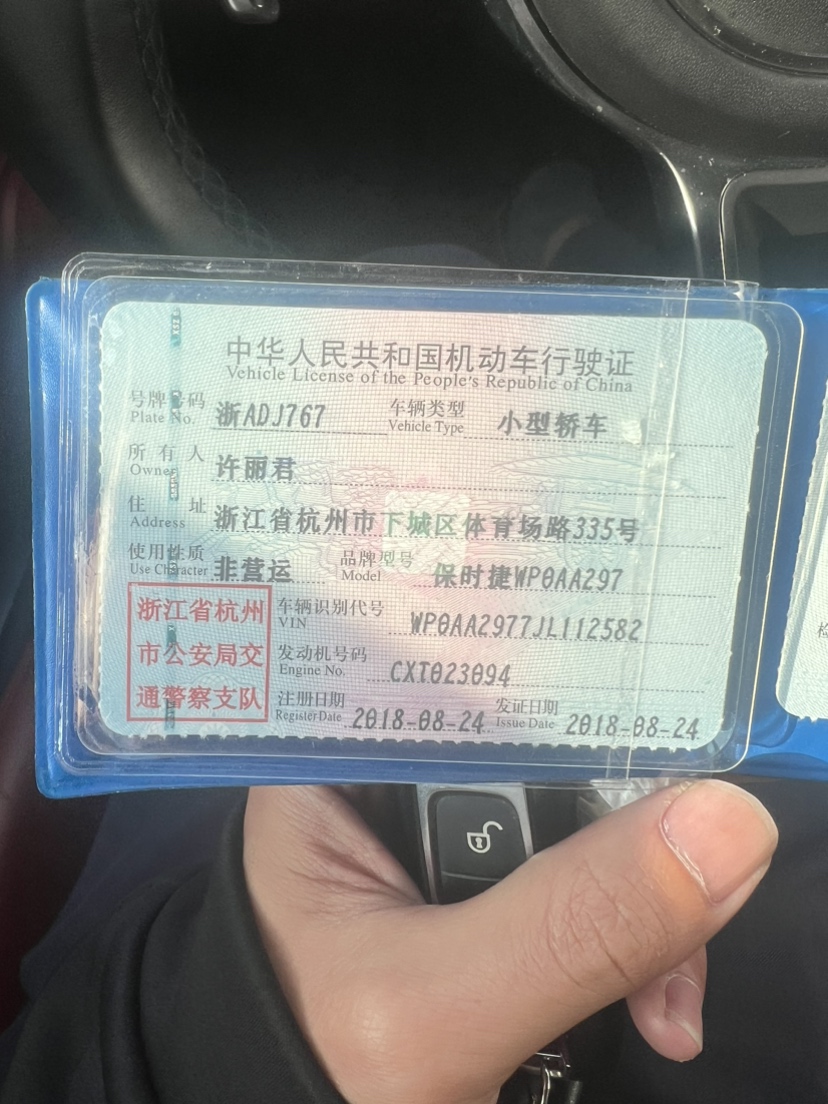 中华人民共和国机动车行驶证
Vehicle License of the People's Republic of China
号牌号码 浙ADJ767 车辆类型 小型轿车
Plate No. Vehicle Type
所有人 许丽君
Owner
住址 浙江省杭州市下城区体育场路335号
Address
使用性质 非营运 品牌型号 保时捷WP0AA297
Use Character Model
浙江省杭州
市公安局交
通警察支队
车辆识别代号 WP0AA2977JL112582
VIN
发动机号码 CXT023094
Engine No.
注册日期 2018-08-24 发证日期 2018-08-24
Register Date Issue Date
检